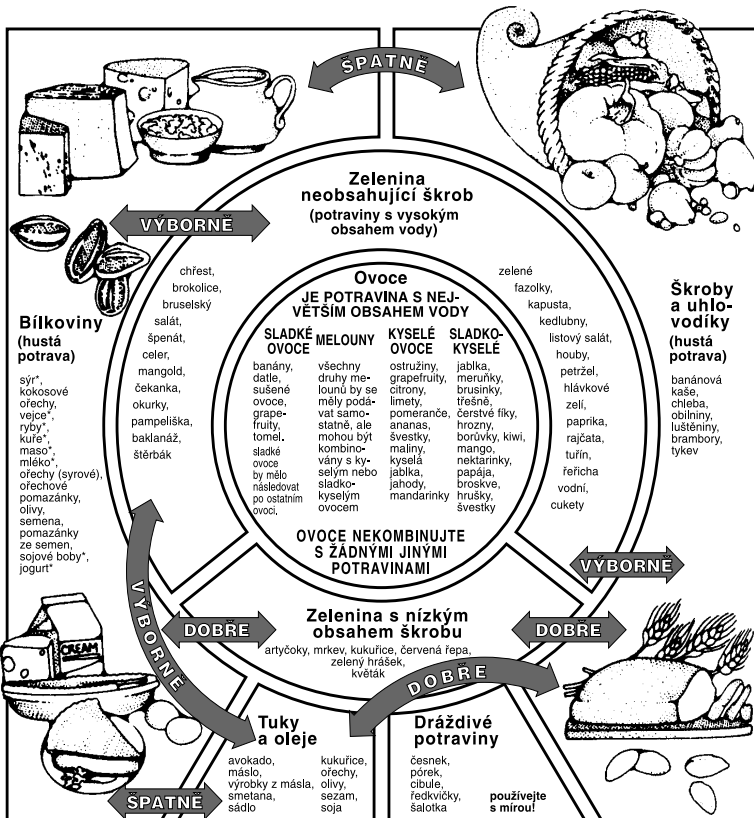 ŠPATNĚ
Zelenina
neobsahující škrob
(potraviny s vysokým
obsahem vody)
VÝBORNĚ
chřest,
brokolice,
bruselský
salát,
špenát,
celer,
mangold,
čekanka,
okurky,
pampeliška,
baklanáž,
štěrbák
zelené
fazolky,
kapusta,
kedlubny,
listový salát,
houby,
petržel,
hlávkové
zelí,
paprika,
rajčata,
tuřín,
řeřicha
vodní,
cukety
Bílkoviny
(hustá
potrava)
sýr*,
kokosové
ořechy,
vejce*,
ryby*,
kuře*,
maso*,
mléko*,
ořechy (syrové),
ořechové
pomazánky,
olivy,
semena,
pomazánky
ze semen,
sojové boby*,
jogurt*
Škroby
a uhlo-
vodíky
(hustá
potrava)
banánová
kaše,
chleba,
obilniny,
luštěniny,
brambory,
tykev
Ovoce
JE POTRAVINA S NEJ-
VĚTŠÍM OBSAHEM VODY
SLADKÉ
OVOCE
banány,
datle,
sušené
ovoce,
grape-
fruity,
tomel.
sladké
ovoce
by mělo
následovat
po ostatním
ovoci,
MELOUNY
všechny
druhy me-
lounů by se
měly podá-
vat samo-
statně, ale
mohou být
kombino-
vány s ky-
selým nebo
sladko-
kyselým
ovocem
KYSELÉ
OVOCE
ostružiny,
grapefruity,
citrony,
limety,
pomeranče,
ananas,
švestky,
maliny,
kyselá
jablka,
jahody,
mandarinky
SLADKO-
KYSELÉ
jablka,
meruňky,
brusinky,
třešně,
čerstvé fíky,
hrozny,
borůvky, kiwi,
mango,
nektarinky,
papája,
broskve,
hrušky,
švestky
OVOCE NEKOMBINUJTE
S ŽÁDNÝMI JINÝMI
POTRAVINAMI
VÝBORNĚ
VÝBORNĚ
DOBŘE
Zelenina s nízkým
obsahem škrobu
artyčoky, mrkev, kukuřice, červená řepa,
zelený hrášek,
květák
DOBŘE
DOBŘE
CREAM
Tuky
a oleje
avokado,
máslo,
výrobky z másla,
smetana,
sádlo
kukuřice,
ořechy,
olivy,
sezam,
soja
Dráždivé
potraviny
česnek,
pórek,
cibule,
ředkvičky,
šalotka
používejte
s mírou!
ŠPATNĚ